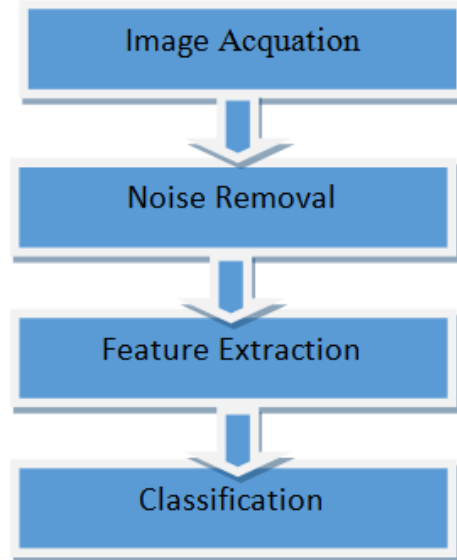 Image Acquation
Noise Removal
Feature Extraction
Classification